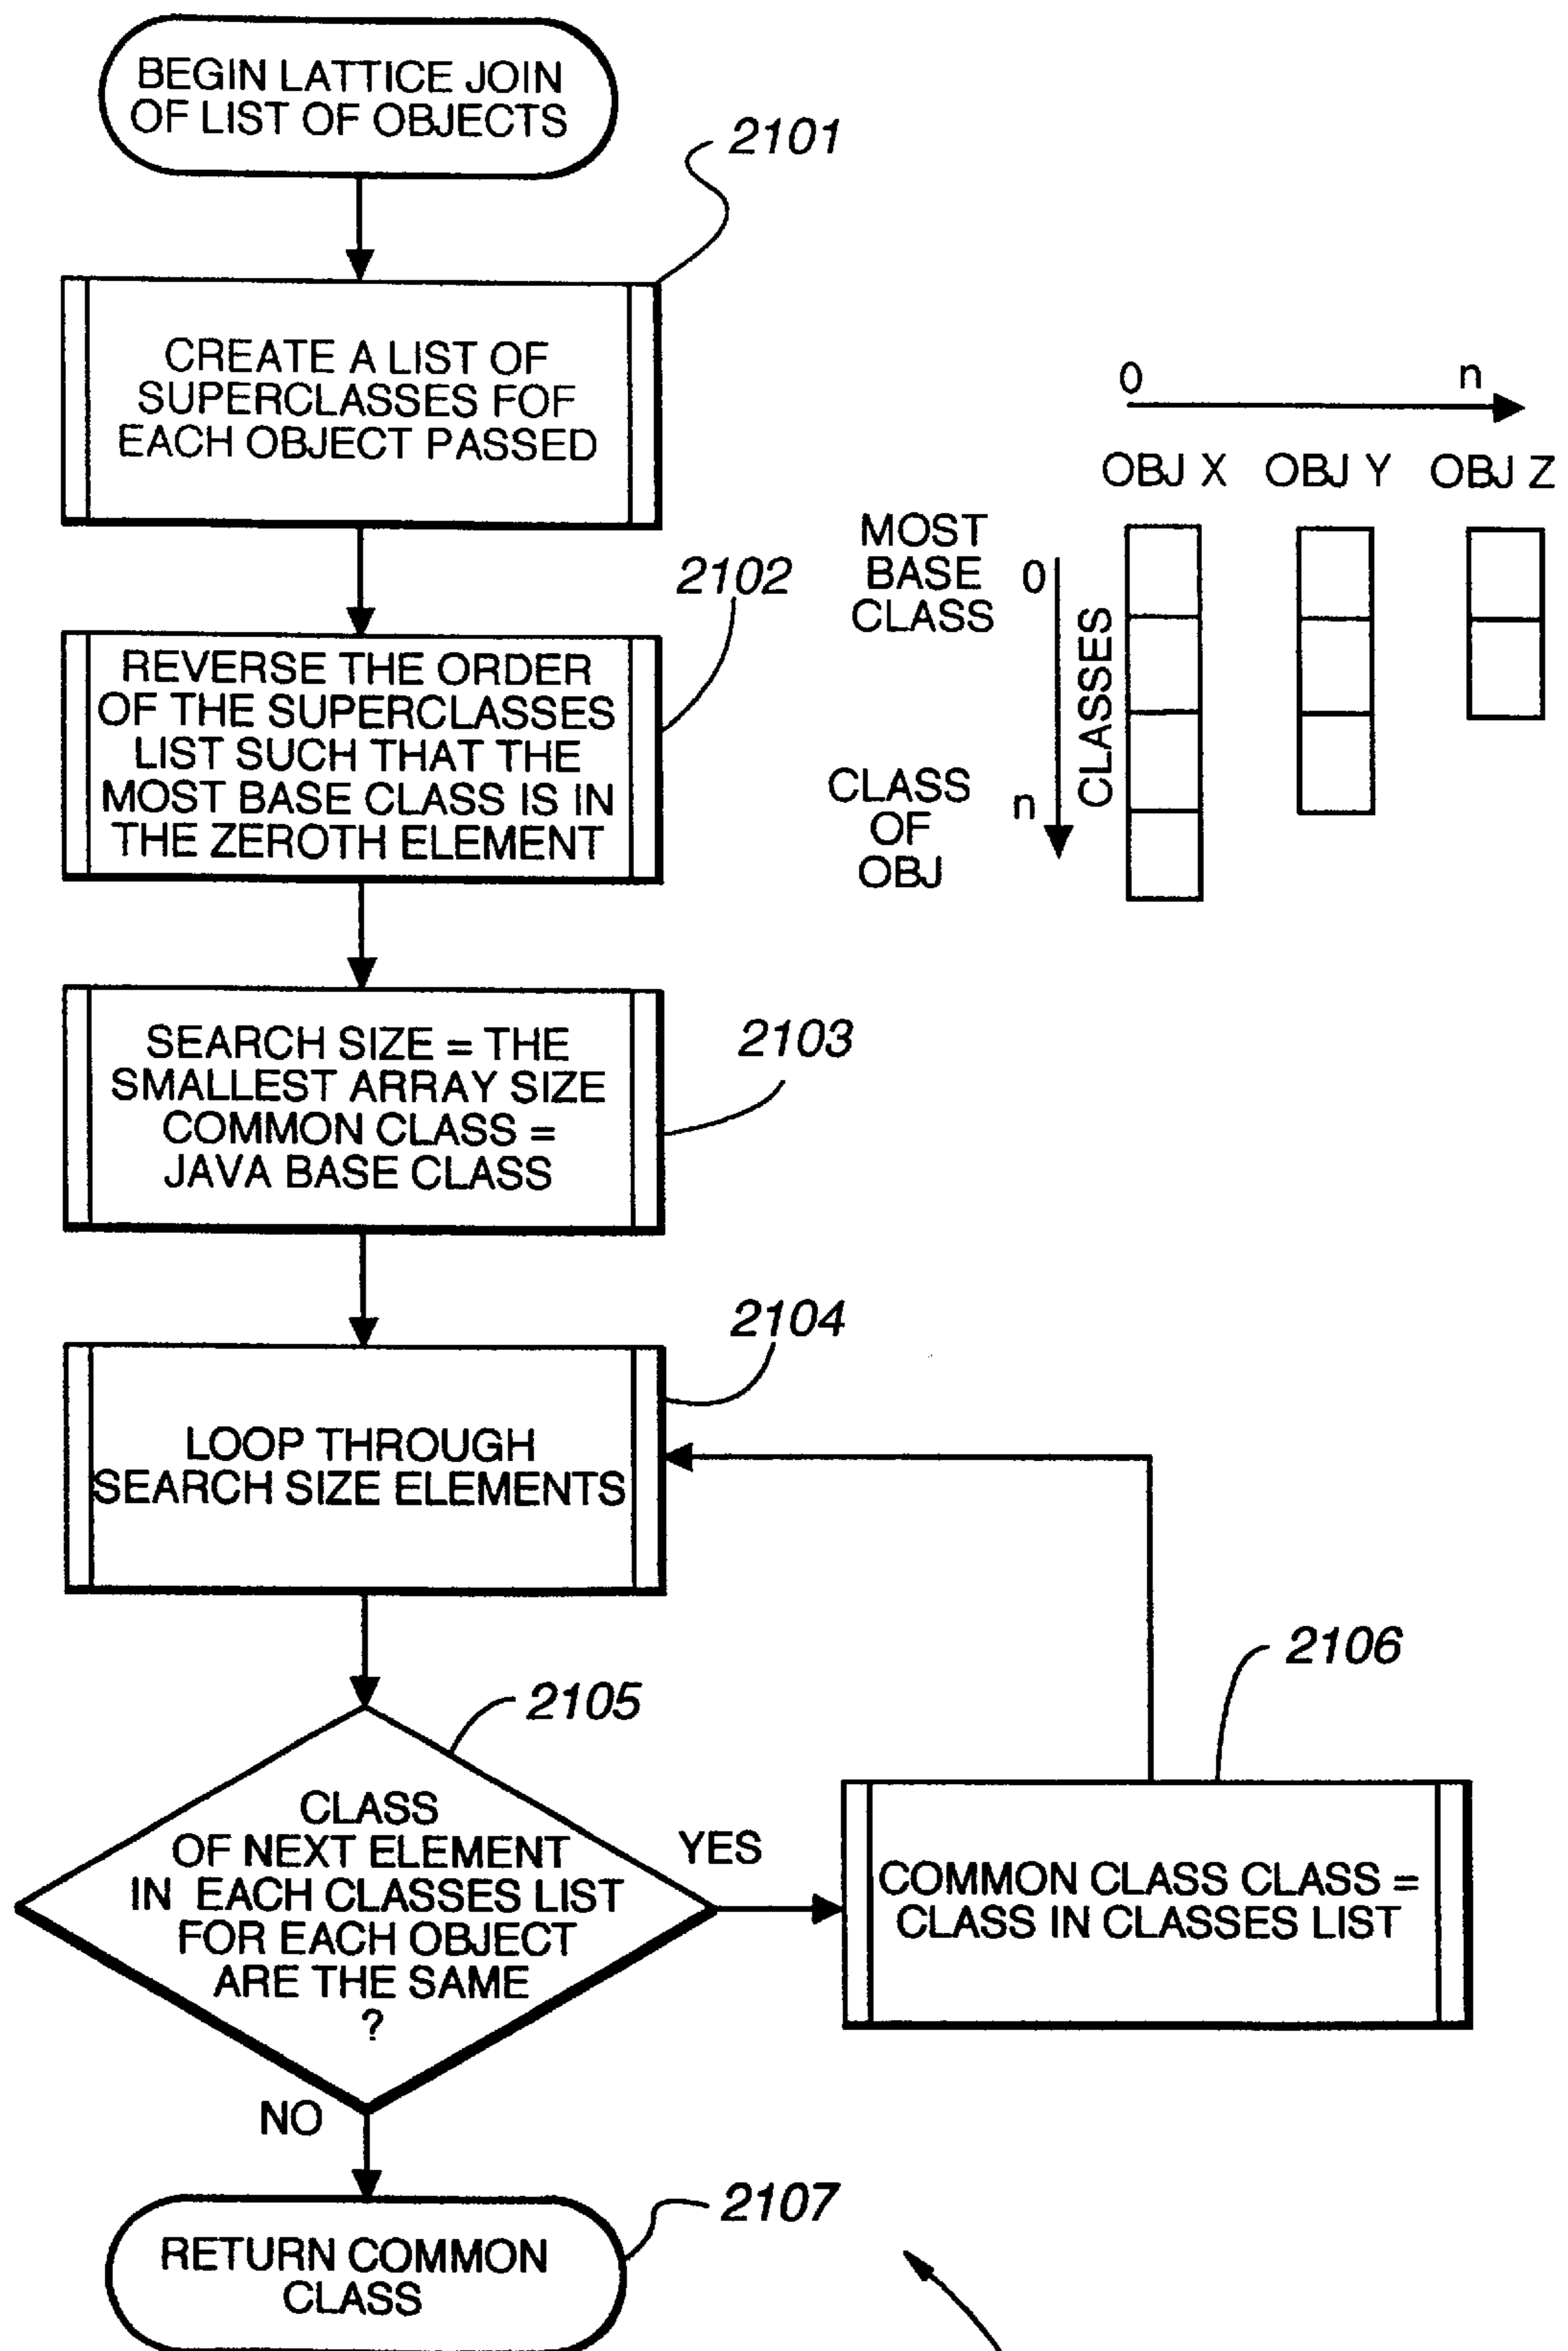 BEGIN LATTICE JOIN
OF LIST OF OBJECTS
2101
CREATE A LIST OF
SUPERCLASSES FOF
EACH OBJECT PASSED
2102
REVERSE THE ORDER
OF THE SUPERCLASSES
LIST SUCH THAT THE
MOST BASE CLASS IS IN
THE ZEROTH ELEMENT
0 n
OBJ X OBJ Y OBJ Z
MOST
BASE
CLASS
0
CLASSES
n
CLASS
OF
OBJ
SEARCH SIZE = THE
SMALLEST ARRAY SIZE
COMMON CLASS =
JAVA BASE CLASS
2103
2104
LOOP THROUGH
SEARCH SIZE ELEMENTS
2105
CLASS
OF NEXT ELEMENT
IN EACH CLASSES LIST
FOR EACH OBJECT
ARE THE SAME
?
YES
2106
COMMON CLASS CLASS =
CLASS IN CLASSES LIST
NO
2107
RETURN COMMON
CLASS